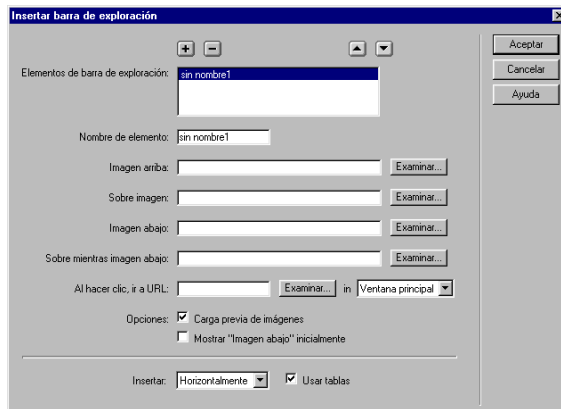 Insertar barra de exploración
Aceptar
Cancelar
Ayuda
Elementos de barra de exploración: sin nombre1
Nombre de elemento: sin nombre1
Imagen arriba: Examinar...
Sobre imagen: Examinar...
Imagen abajo: Examinar...
Sobre mientras imagen abajo: Examinar...
Al hacer clic, ir a URL: Examinar... in Ventana principal
Opciones: Carga previa de imágenes
Mostrar "Imagen abajo" inicialmente
Insertar: Horizontalmente Usar tablas